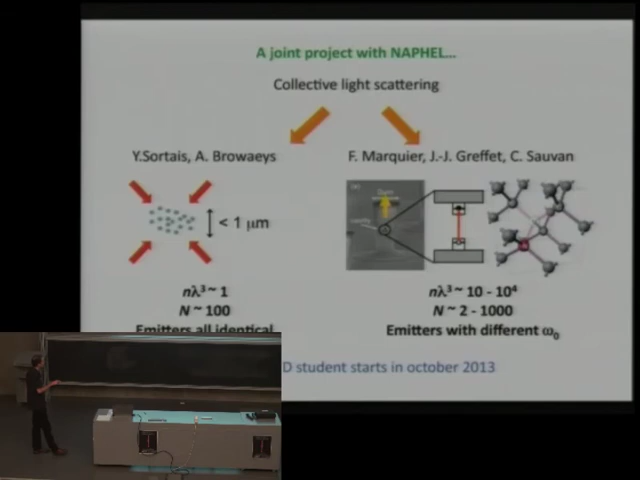 A joint project with NAPHEL...
Collective light scattering
Y.Sortais, A. Browaeys
F. Marquier, J.-J. Greffet, C. Sauvan
< 1 μm
nλ³ ~ 1
N ~ 100
Emitters all identical
nλ³ ~ 10 - 10⁴
N ~ 2 - 1000
Emitters with different ω₀
D student starts in october 2013